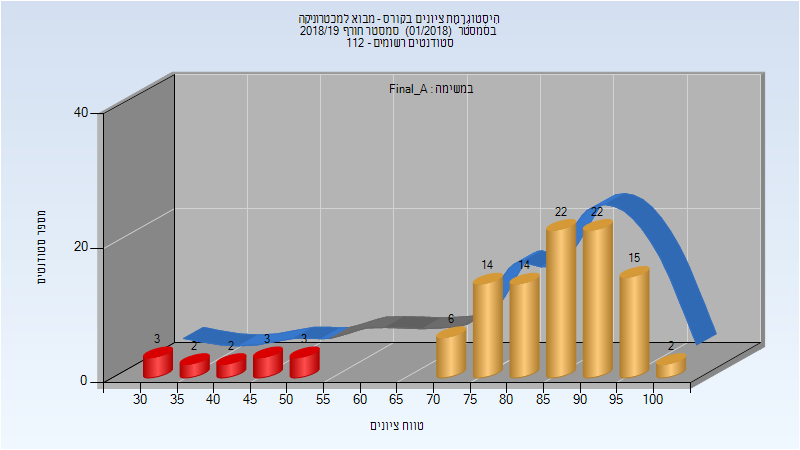 היסטוגרמת ציונים בקורס - מבוא למכטרוניקה
בסמסטר (01/2018) סמסטר חורף 2018/19
סטודנטים רשומים - 112
במשימה : Final_A
40
20
0
מספר סטודנטים
3 2 2 3 3 6 14 14 22 22 15 2
30 35 40 45 50 55 60 65 70 75 80 85 90 95 100
טווח ציונים